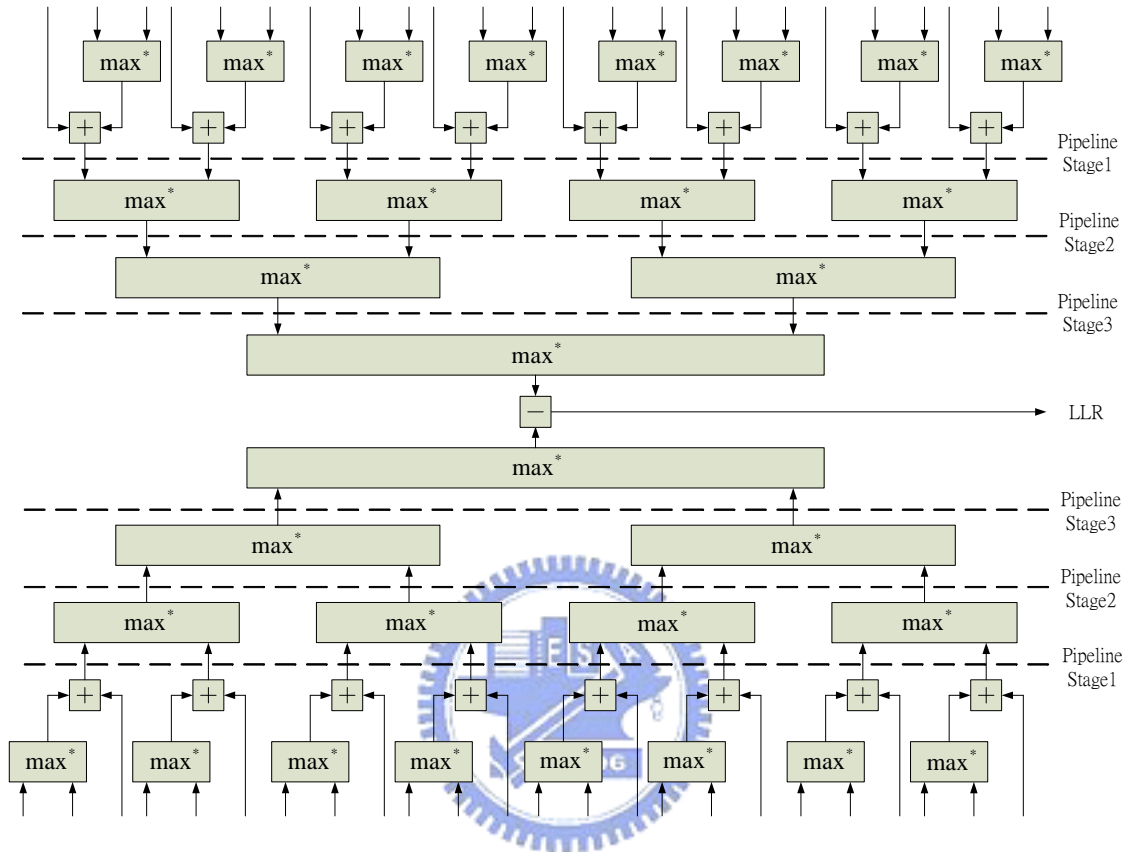 max* max* max* max* max* max* max* max*
+ + + + + + + +
Pipeline
Stage1
max* max* max* max*
Pipeline
Stage2
max* max*
Pipeline
Stage3
max*
− LLR
max*
Pipeline
Stage3
max* max*
Pipeline
Stage2
max* max* max* max*
E S A
Pipeline
Stage1
+ + + + + + + +
max* max* max* max* max* max* max* max*